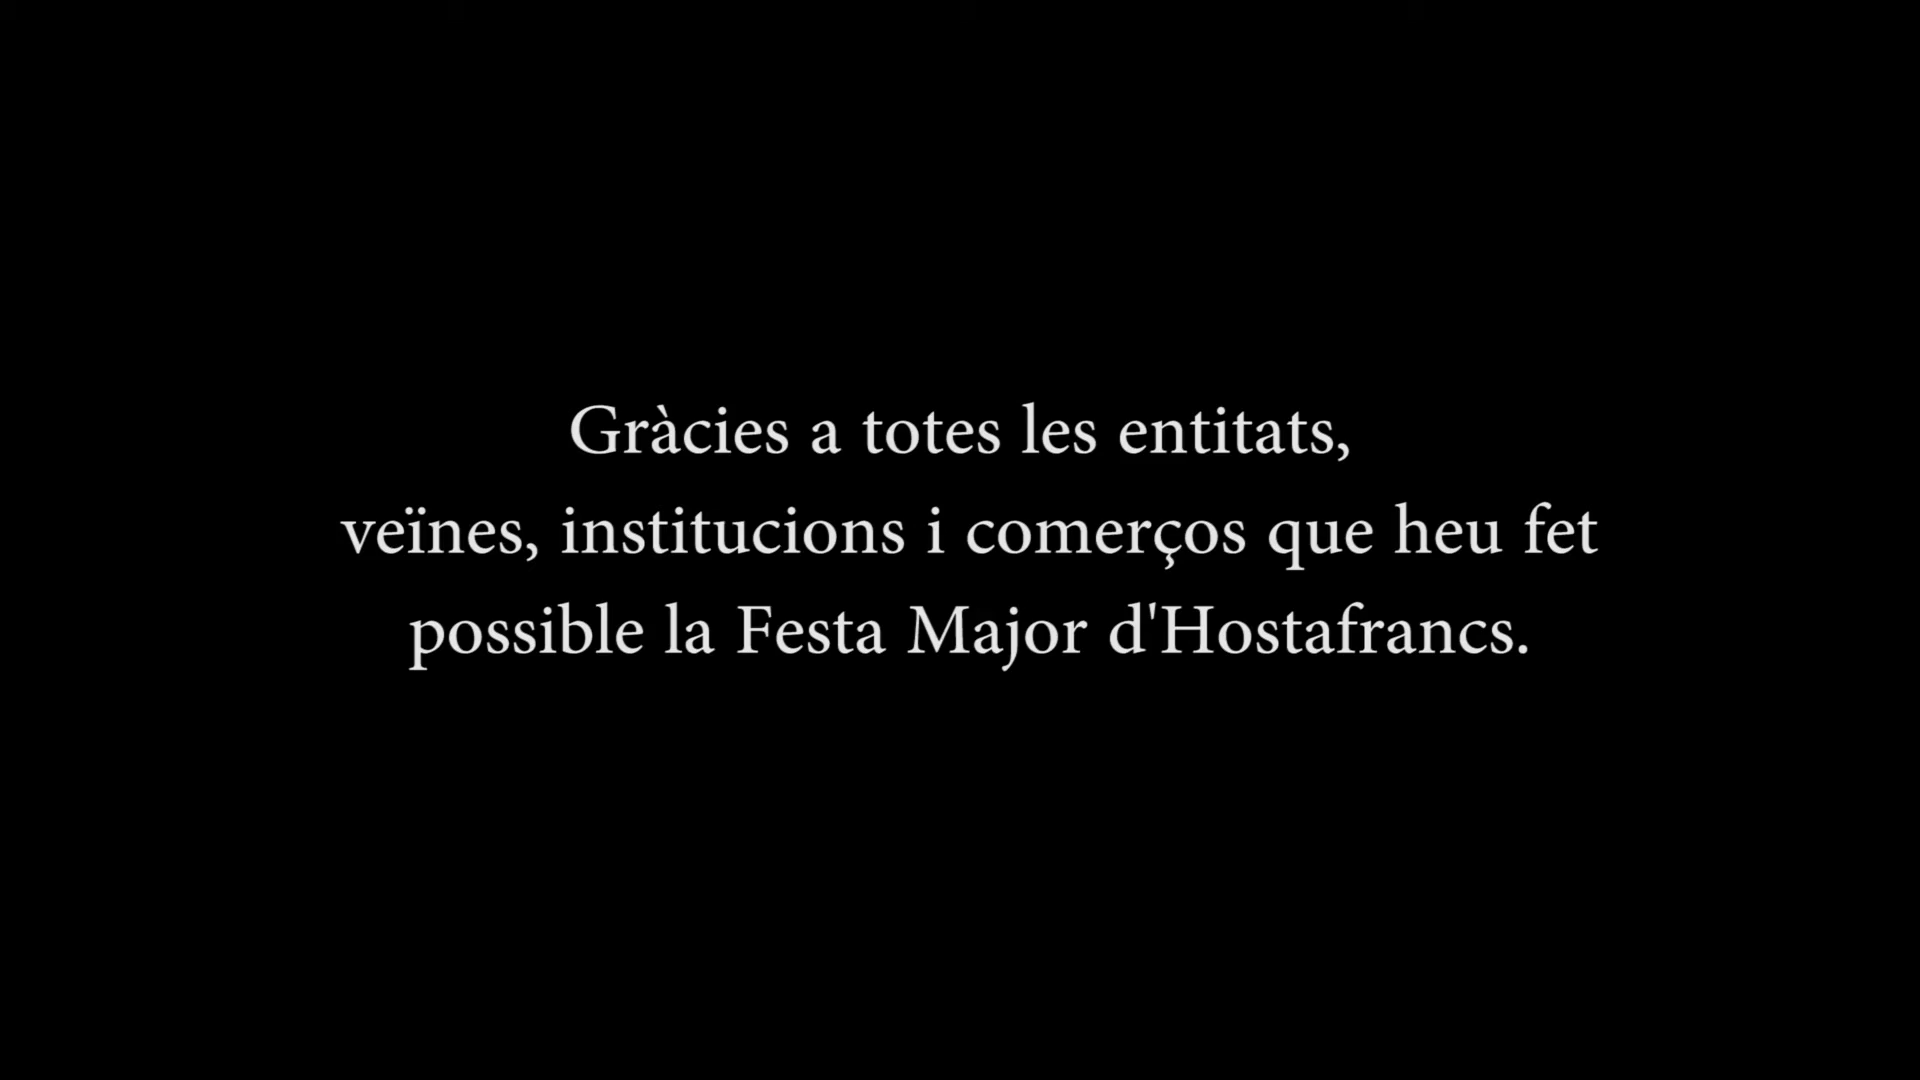 Gràcies a totes les entitats,
veïnes, institucions i comerços que heu fet
possible la Festa Major d'Hostafrancs.